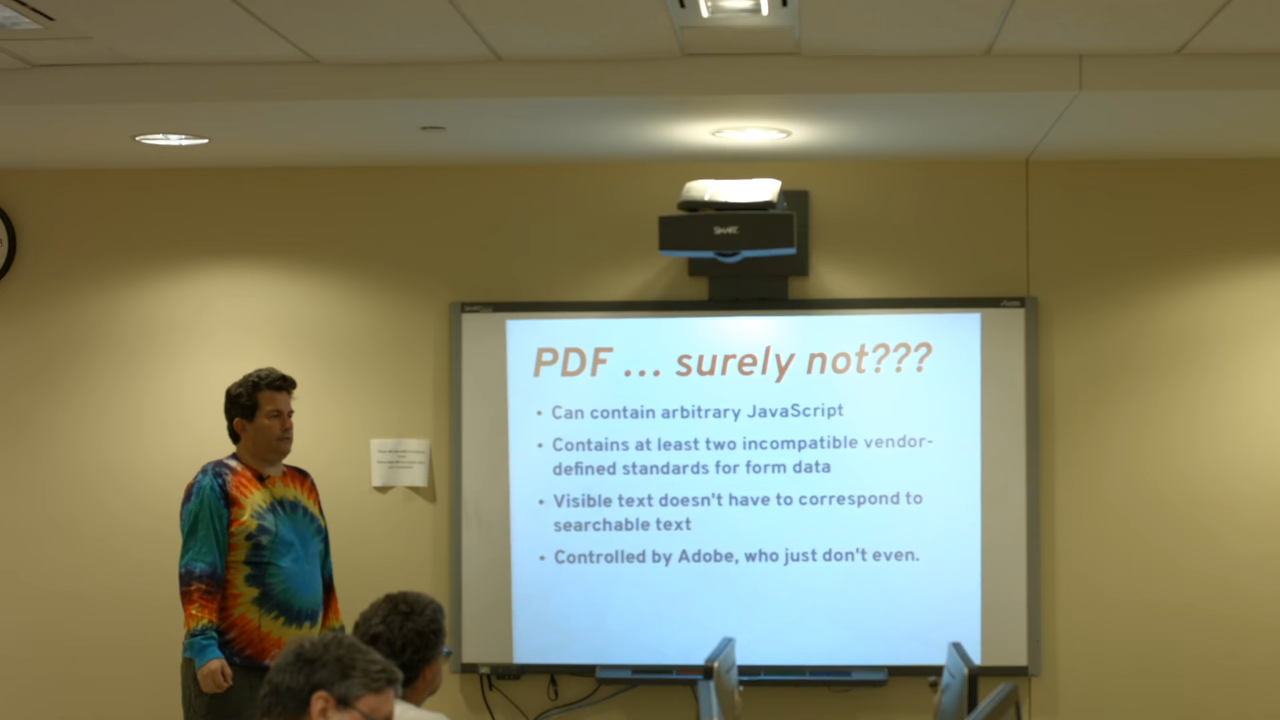 SMART
PDF ... surely not???
• Can contain arbitrary JavaScript
• Contains at least two incompatible vendor-
defined standards for form data
• Visible text doesn't have to correspond to
searchable text
• Controlled by Adobe, who just don't even.